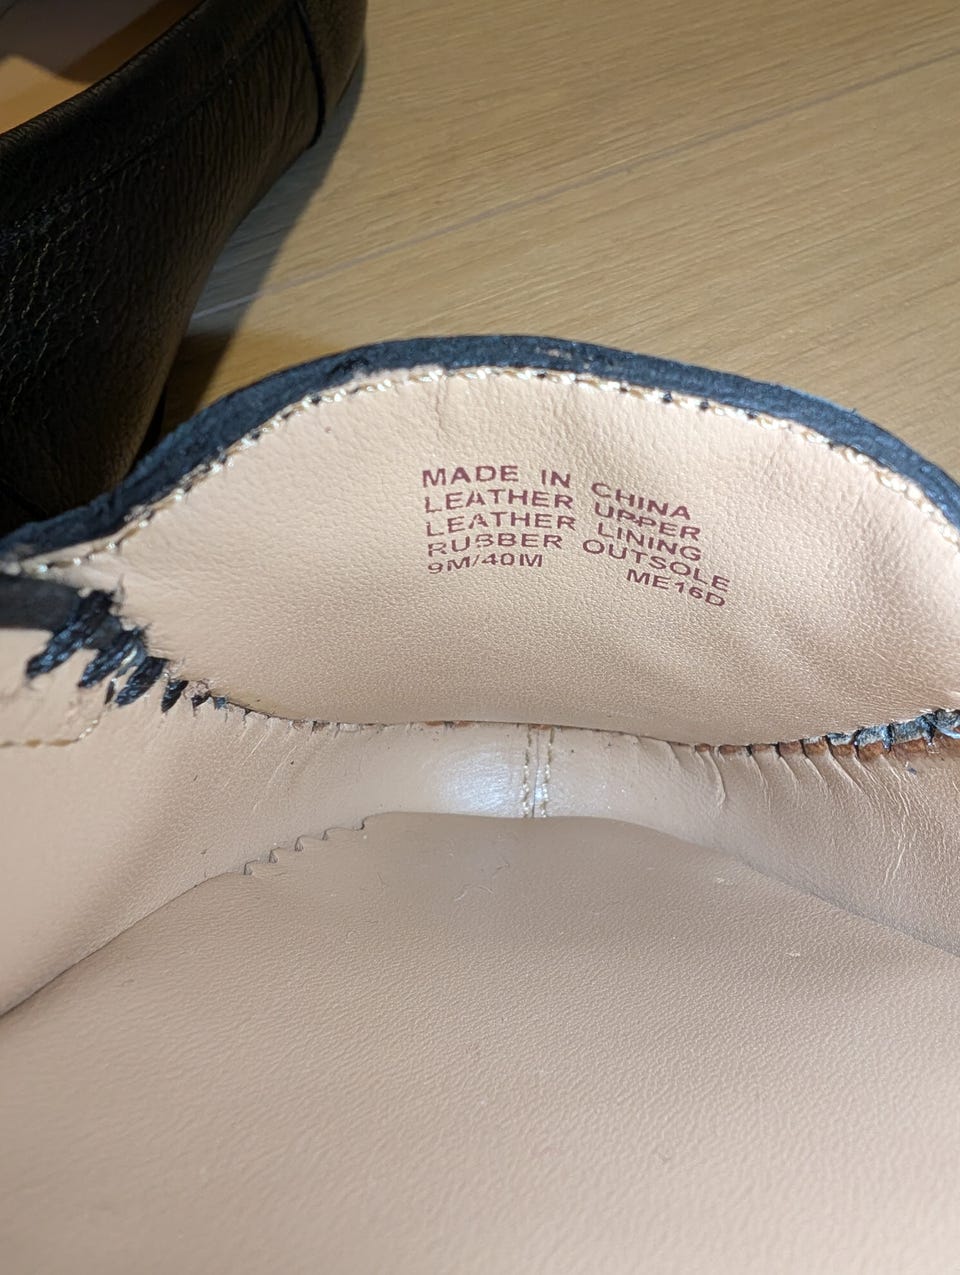 MADE IN CHINA
LEATHER UPPER
LEATHER LINING
RUBBER OUTSOLE
9M/40M ME16D